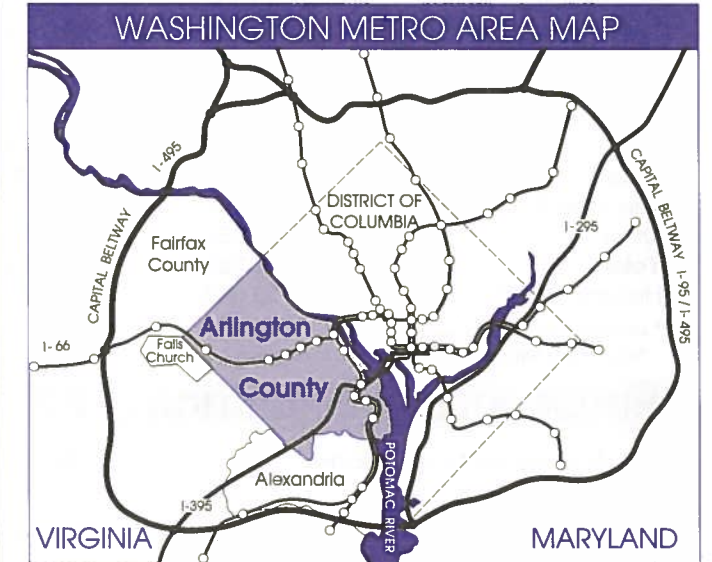 WASHINGTON METRO AREA MAP
I-495
CAPITAL BELTWAY
DISTRICT OF
COLUMBIA
CAPITAL BELTWAY I-95 / I-495
I-295
Fairfax
County
Arlington
I-66
Falls
Church
County
Alexandria
POTOMAC RIVER
I-395
VIRGINIA
MARYLAND